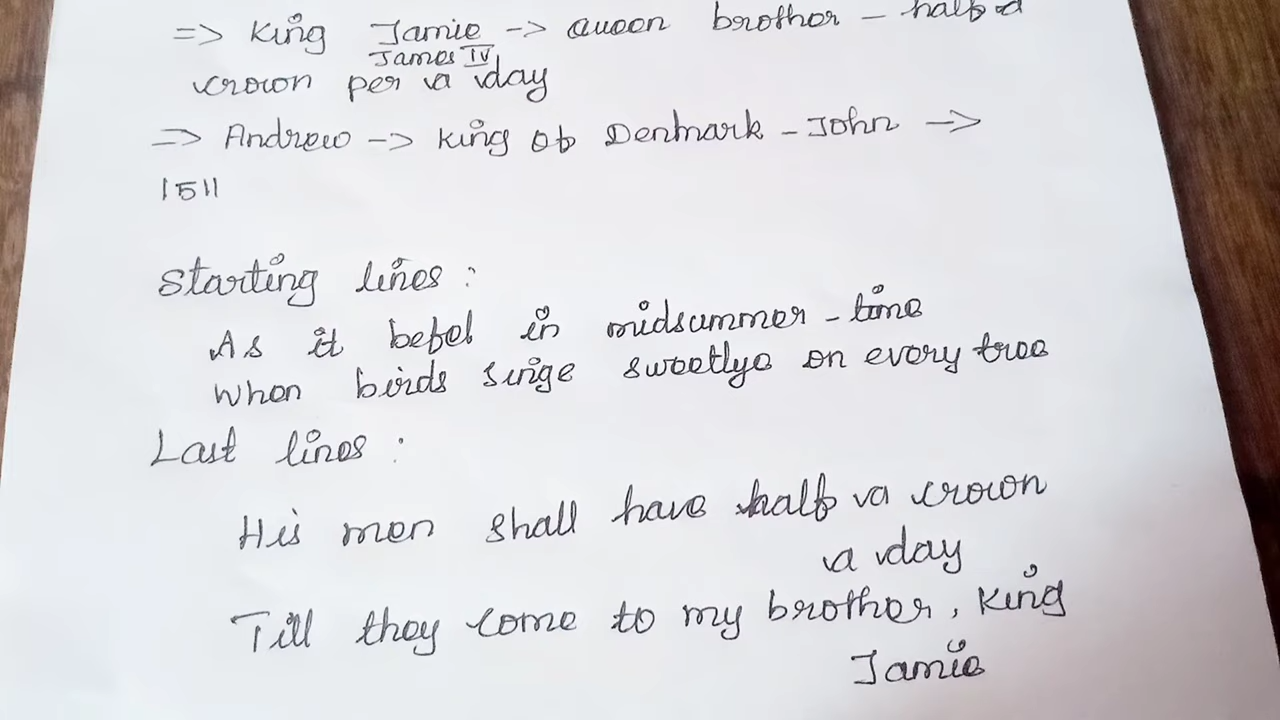 => King Jamie -> Queen brother - half a
James IV
crown per a day
=> Andrew -> King of Denmark - John ->
1511
Starting lines :
As it befel in midsummer - time
When birds singe sweetlye on every tree
Last lines :
His men shall have half a crown
a day
Till they come to my brother, King
Jamie